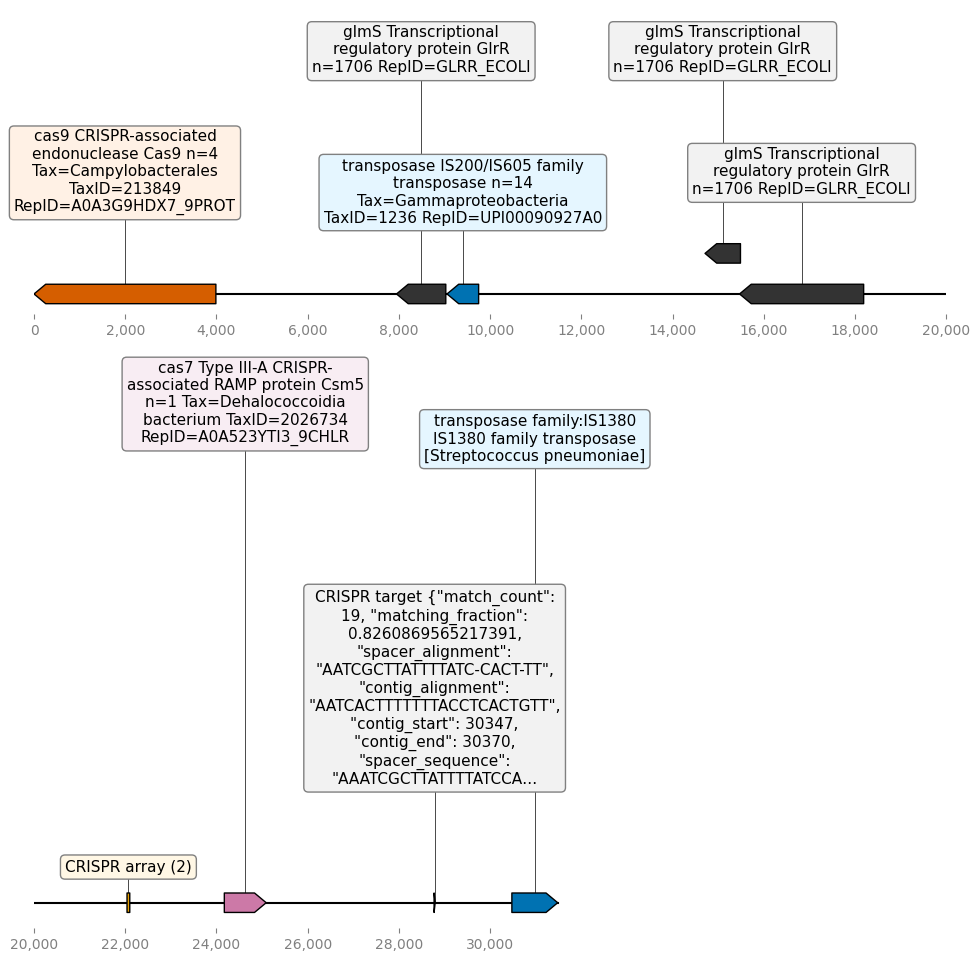 glmS Transcriptional
regulatory protein GlrR
n=1706 RepID=GLRR_ECOLI
glmS Transcriptional
regulatory protein GlrR
n=1706 RepID=GLRR_ECOLI
cas9 CRISPR-associated
endonuclease Cas9 n=4
Tax=Campylobacterales
TaxID=213849
RepID=A0A3G9HDX7_9PROT
transposase IS200/IS605 family
transposase n=14
Tax=Gammaproteobacteria
TaxID=1236 RepID=UPI00090927A0
glmS Transcriptional
regulatory protein GlrR
n=1706 RepID=GLRR_ECOLI
0 2,000 4,000 6,000 8,000 10,000 12,000 14,000 16,000 18,000 20,000
cas7 Type III-A CRISPR-
associated RAMP protein Csm5
n=1 Tax=Dehalococcoidia
bacterium TaxID=2026734
RepID=A0A523YTI3_9CHLR
transposase family:IS1380
IS1380 family transposase
[Streptococcus pneumoniae]
CRISPR target {"match_count":
19, "matching_fraction":
0.8260869565217391,
"spacer_alignment":
"AATCGCTTATTTTATC-CACT-TT",
"contig_alignment":
"AATCACTTTTTTTACCTCACTGTT",
"contig_start": 30347,
"contig_end": 30370,
"spacer_sequence":
"AAATCGCTTATTTTATCCA...
CRISPR array (2)
20,000 22,000 24,000 26,000 28,000 30,000